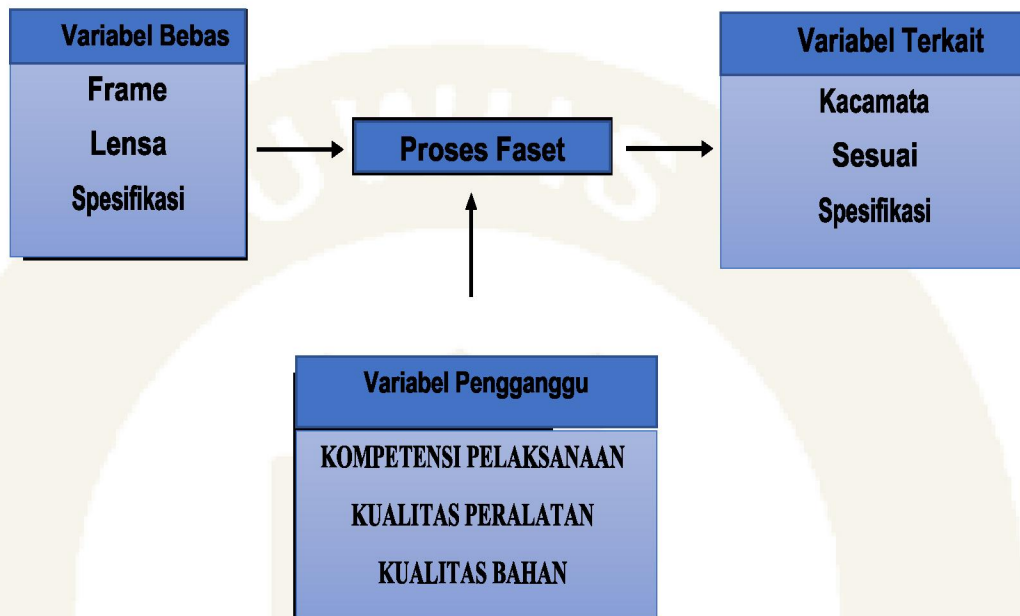 Variabel Bebas
Frame
Lensa
Spesifikasi
Proses Faset
Variabel Terkait
Kacamata
Sesuai
Spesifikasi
Variabel Pengganggu
KOMPETENSI PELAKSANAAN
KUALITAS PERALATAN
KUALITAS BAHAN